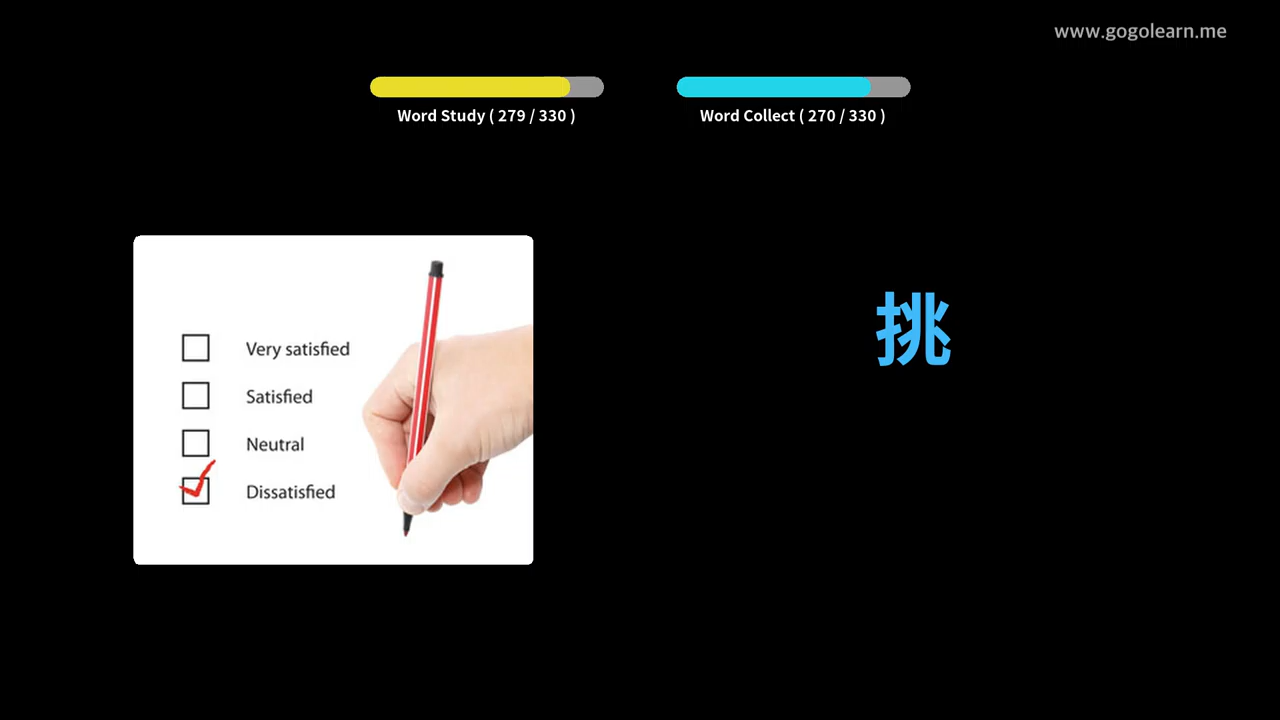 www.gogolearn.me
Word Study ( 279 / 330 )
Word Collect ( 270 / 330 )
挑
Very satisfied
Satisfied
Neutral
Dissatisfied